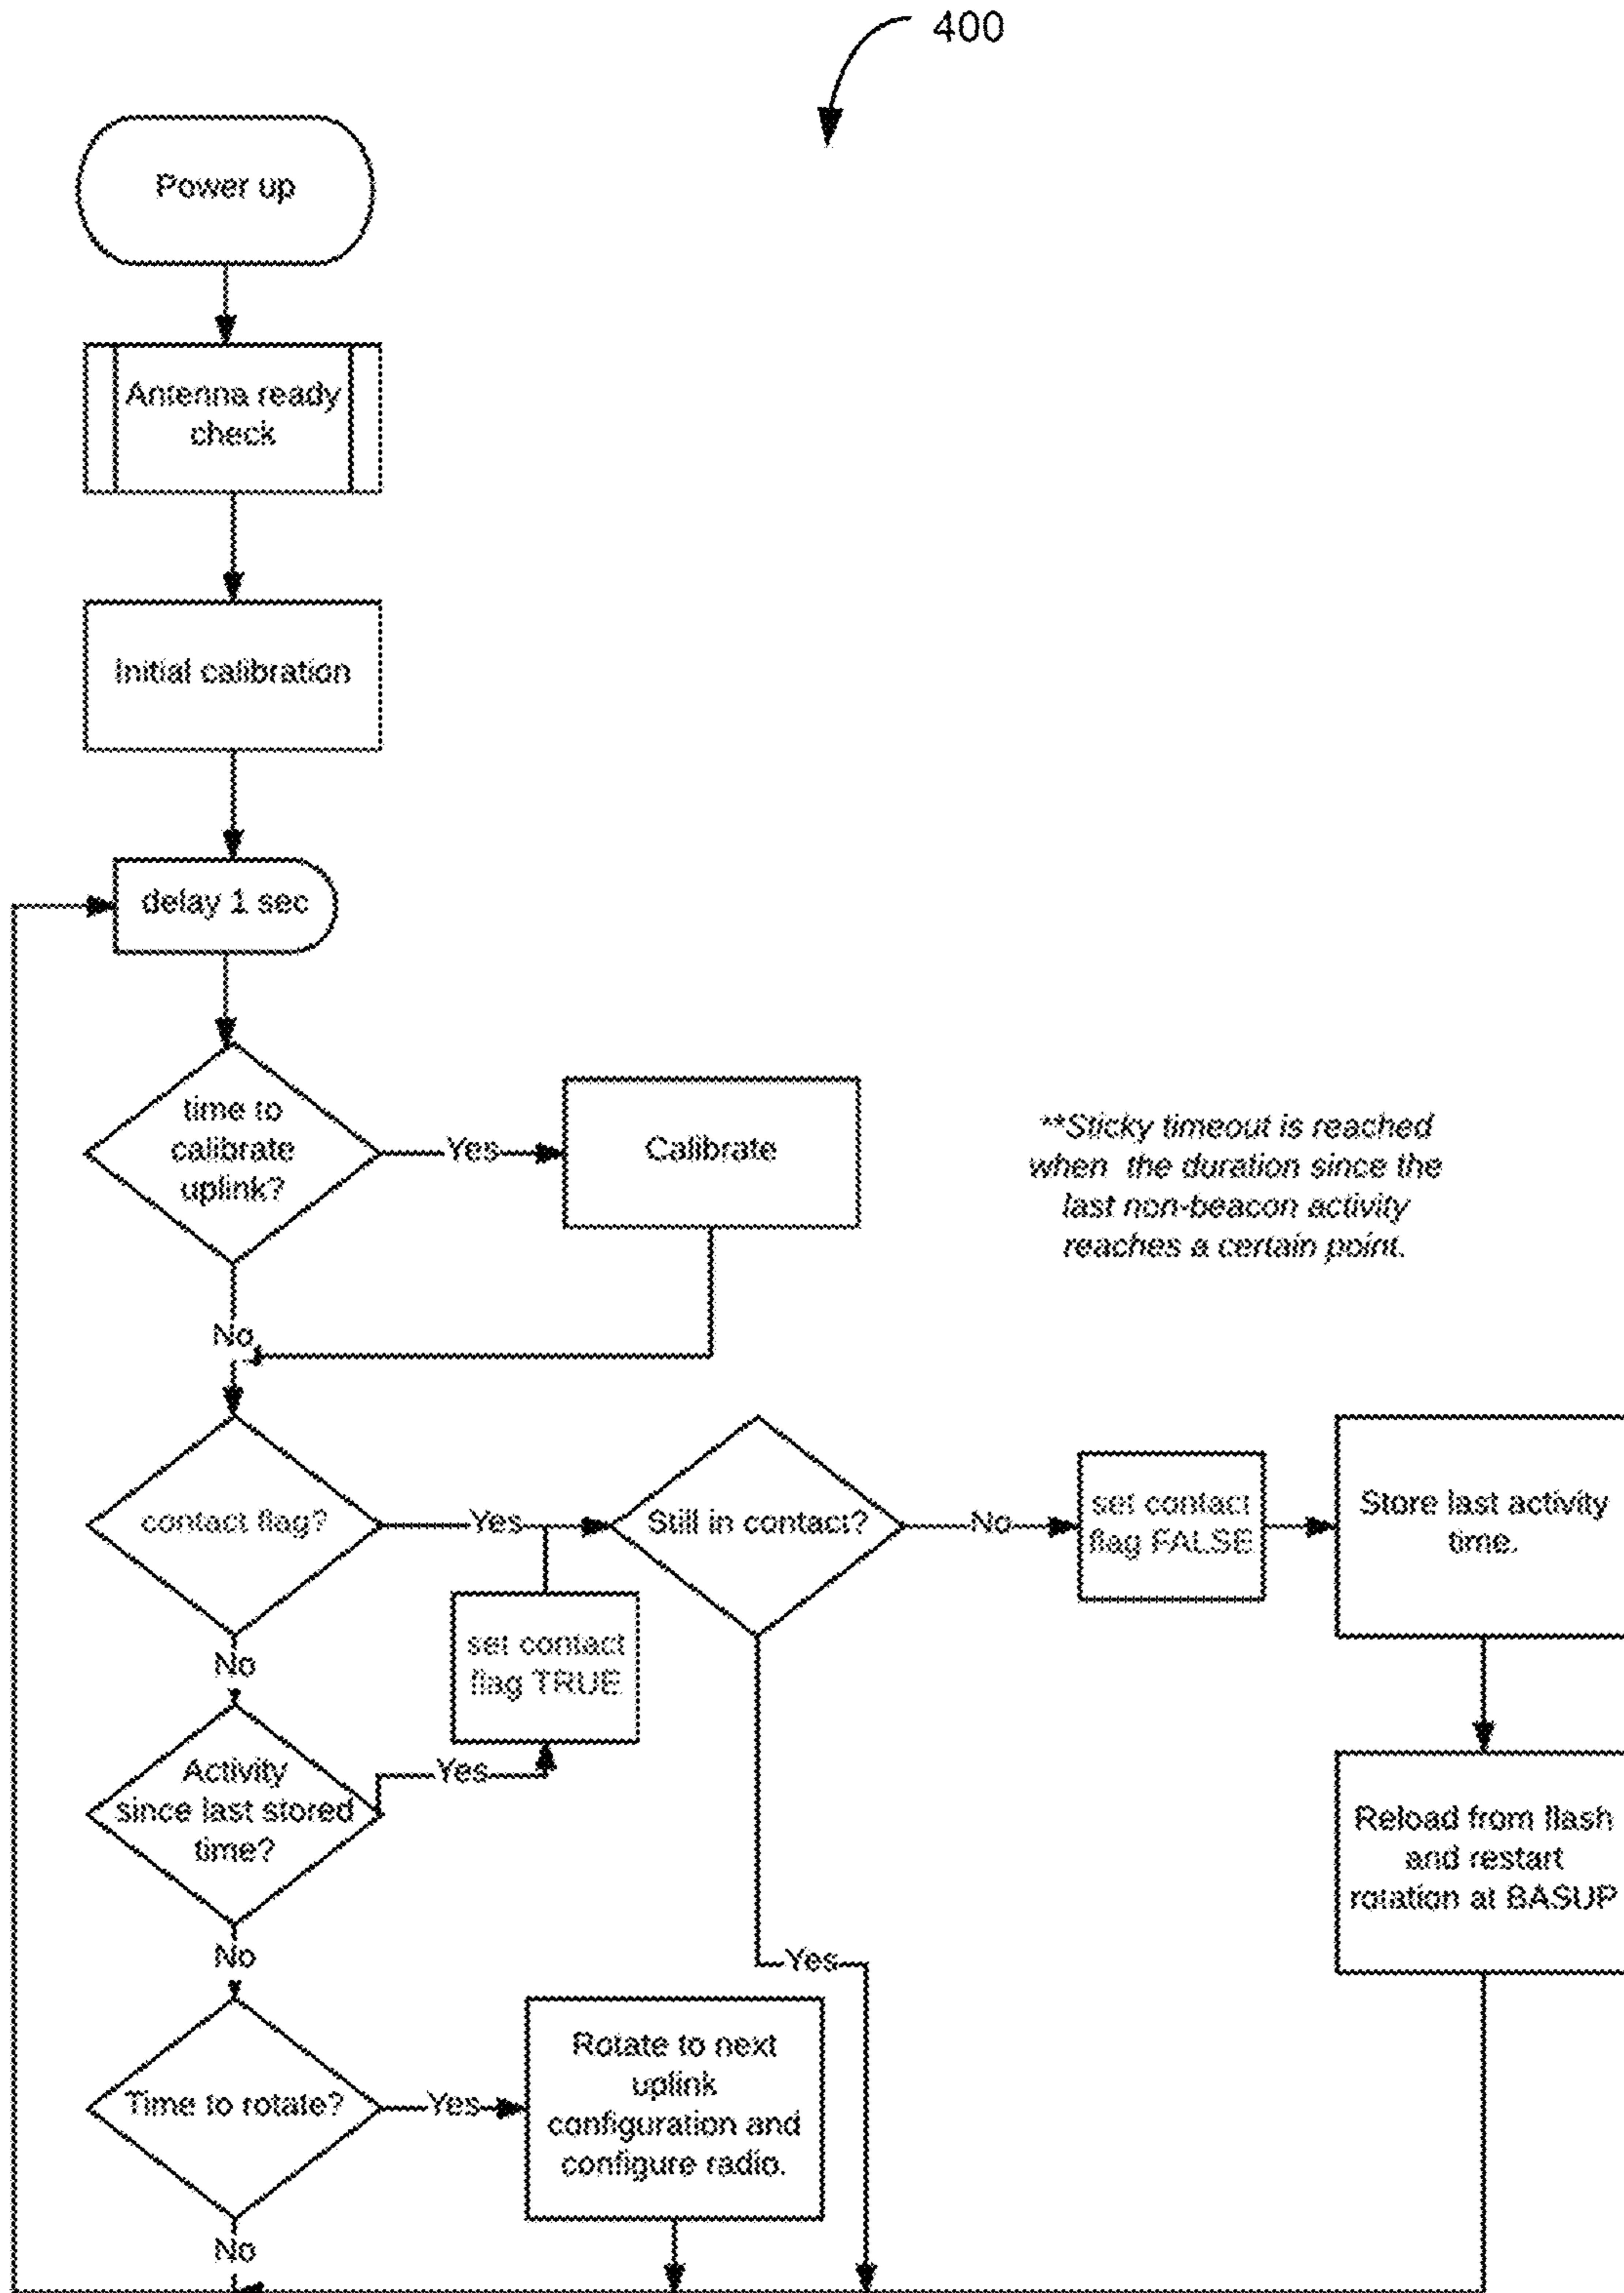 400
Power up
Antenna ready
check
Initial calibration
delay 1 sec
time to
calibrate
uplink?
Yes
Calibrate
**Sticky timeout is reached
when the duration since the
last non-beacon activity
reaches a certain point.
No
contact flag?
Yes
Still in contact?
No
set contact
flag FALSE
Store last activity
time.
set contact
flag TRUE
No
Activity
since last stored
time?
Yes
Reload from flash
and restart
rotation at BASUP
No
Yes
Time to rotate?
Yes
Rotate to next
uplink
configuration and
configure radio.
No